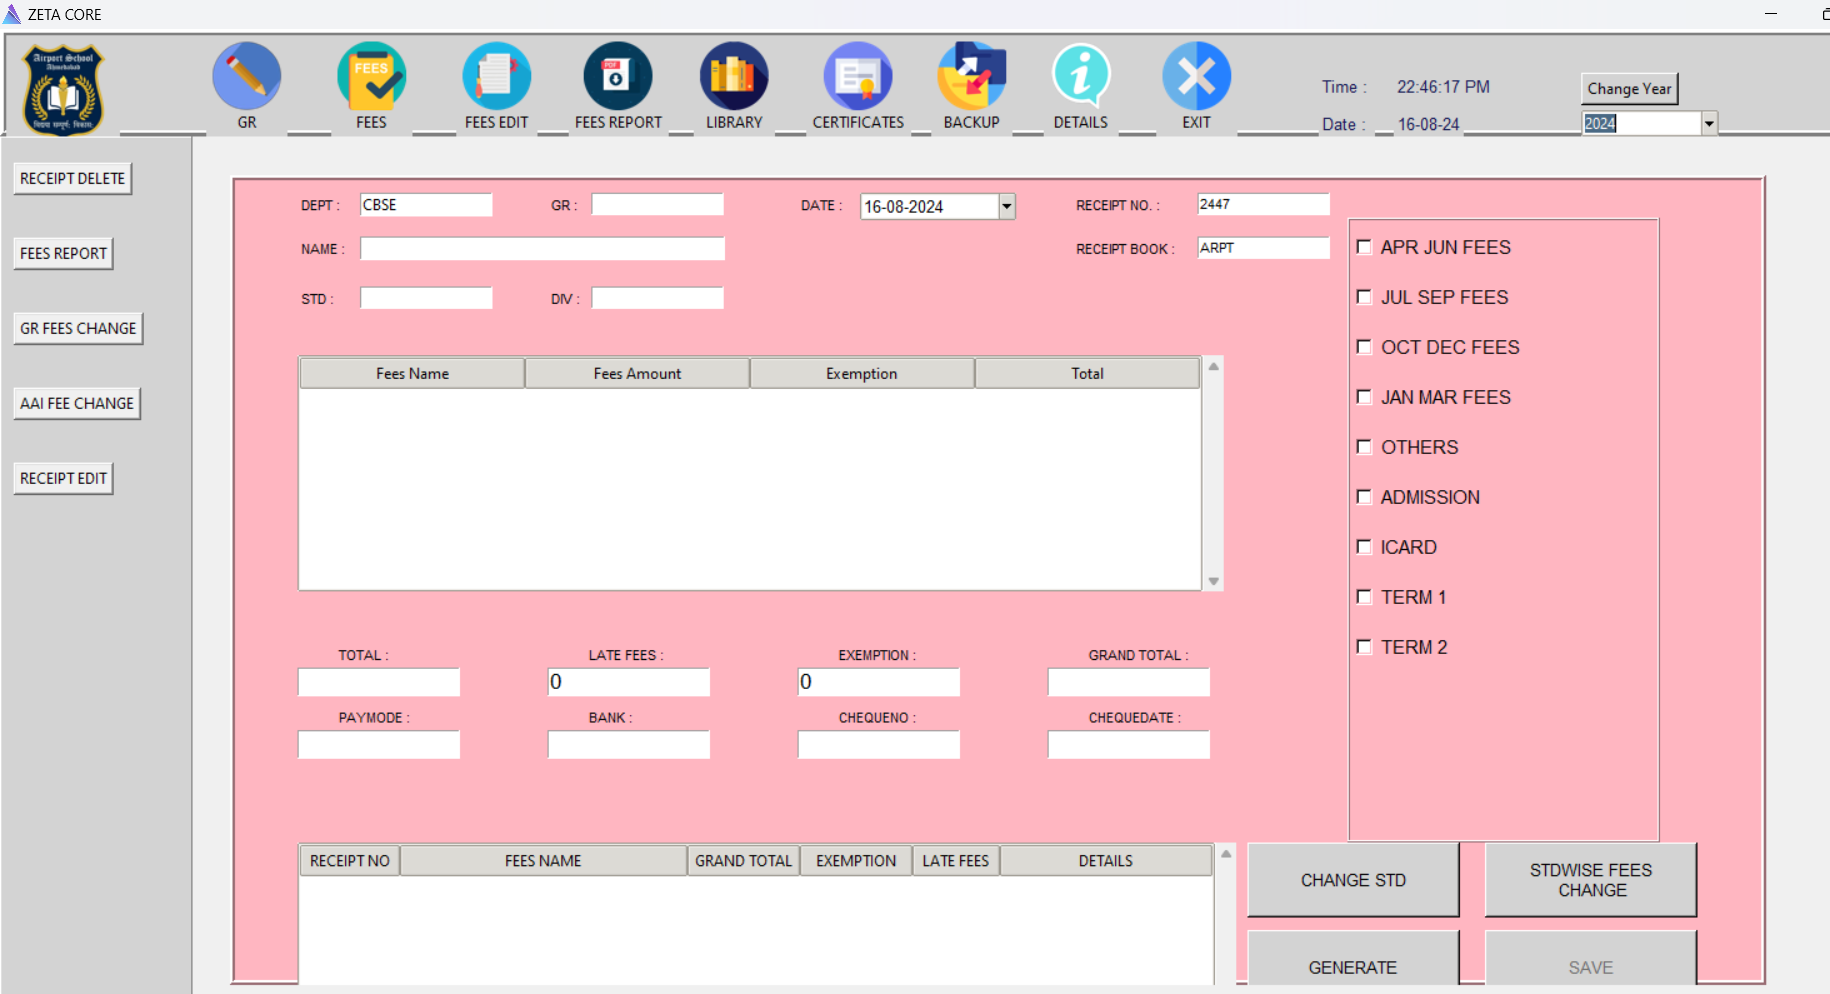 ZETA CORE
Airport School
Ahmedabad
FEES
PDF
GR
FEES
FEES EDIT
FEES REPORT
LIBRARY
CERTIFICATES
BACKUP
DETAILS
EXIT
Time : 22:46:17 PM
Date : 16-08-24
Change Year
2024
RECEIPT DELETE
FEES REPORT
GR FEES CHANGE
AAI FEE CHANGE
RECEIPT EDIT
DEPT : CBSE GR : DATE : 16-08-2024 RECEIPT NO. : 2447
NAME : RECEIPT BOOK : ARPT
STD : DIV :
APR JUN FEES
JUL SEP FEES
OCT DEC FEES
JAN MAR FEES
OTHERS
ADMISSION
ICARD
TERM 1
TERM 2
Fees Name Fees Amount Exemption Total
TOTAL : LATE FEES : EXEMPTION : GRAND TOTAL :
0 0
PAYMODE : BANK : CHEQUENO : CHEQUEDATE :
RECEIPT NO FEES NAME GRAND TOTAL EXEMPTION LATE FEES DETAILS
CHANGE STD
STDWISE FEES
CHANGE
GENERATE
SAVE